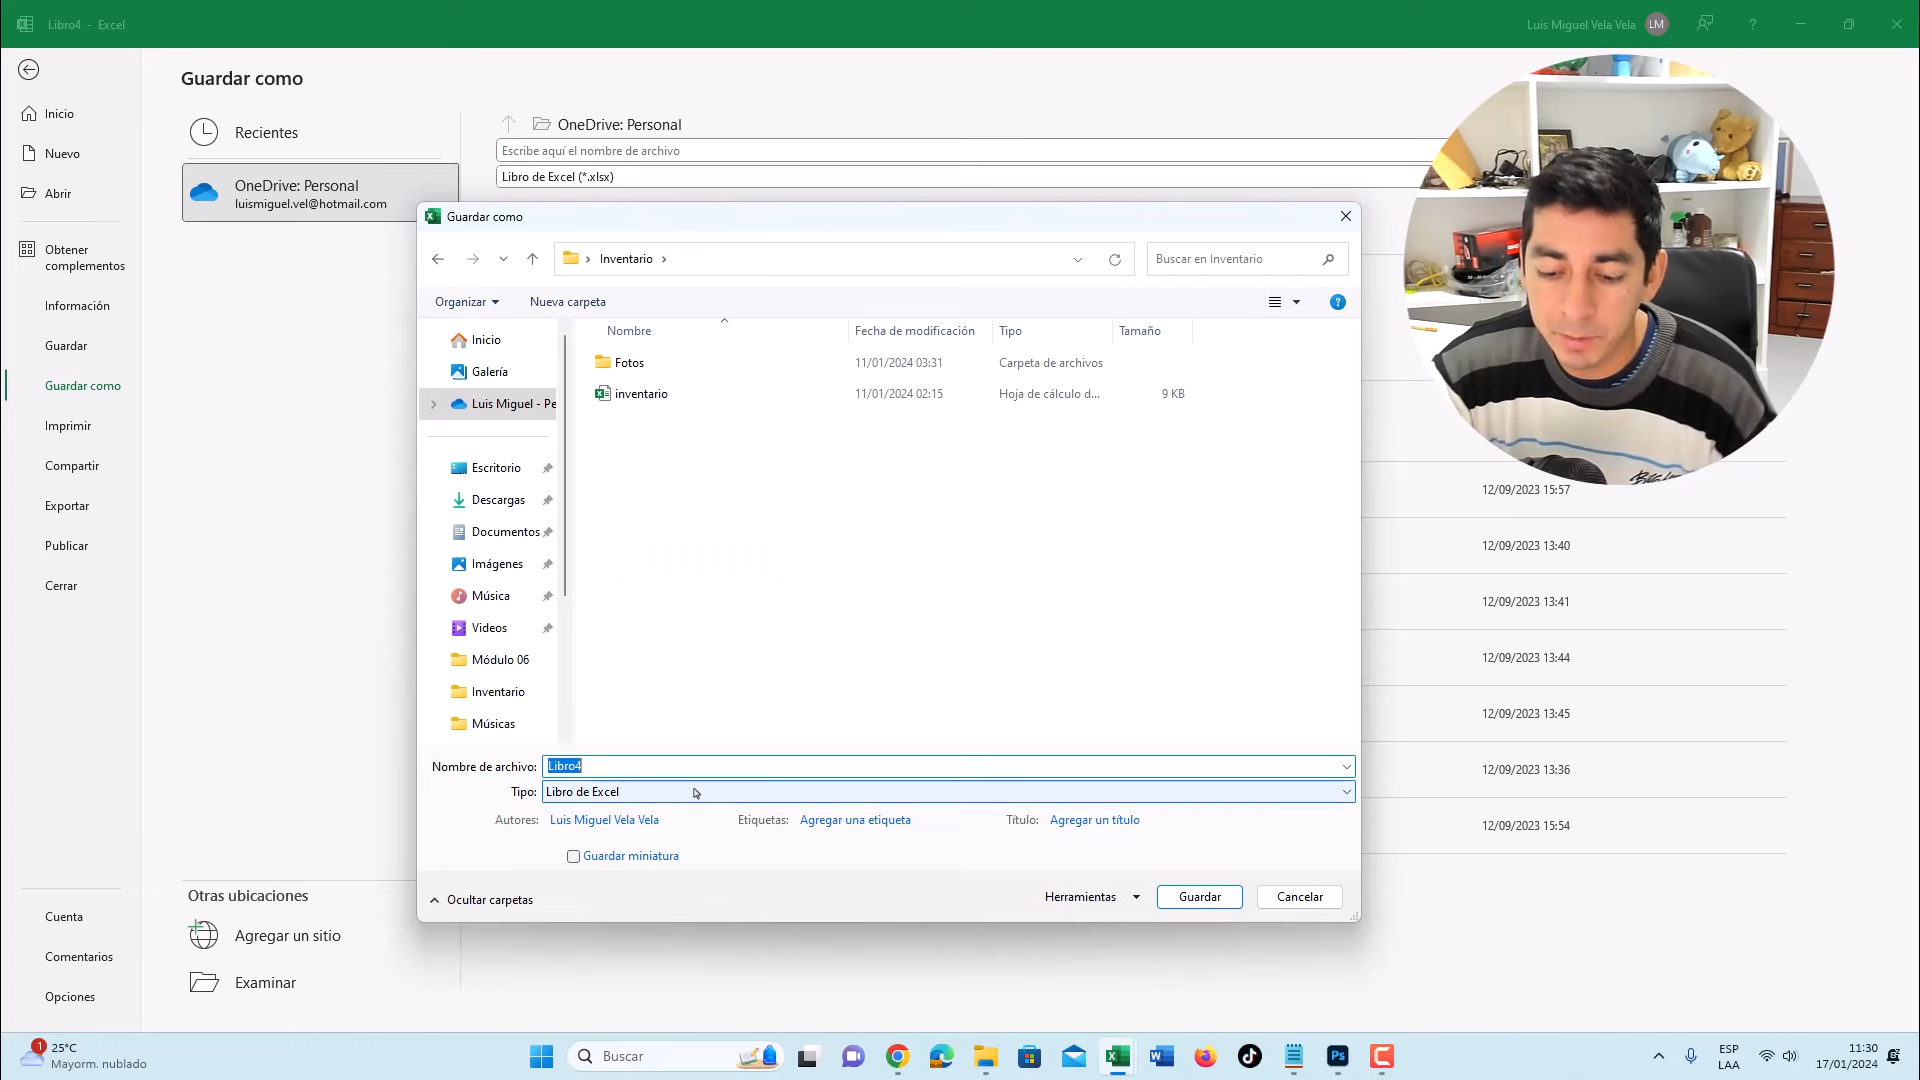 Libro4 - Excel
Luis Miguel Vela Vela
LM
?
Guardar como
Inicio
Nuevo
Abrir
Obtener
complementos
Información
Guardar
Guardar como
Imprimir
Compartir
Exportar
Publicar
Cerrar
Cuenta
Comentarios
Opciones
Recientes
OneDrive: Personal
luismiguel.vel@hotmail.com
Otras ubicaciones
Agregar un sitio
Examinar
OneDrive: Personal
Escribe aquí el nombre de archivo
Libro de Excel (*.xlsx)
Guardar como
Inventario
Buscar en Inventario
Organizar
Nueva carpeta
?
Inicio
Galería
Luis Miguel - Pe
Escritorio
Descargas
Documentos
Imágenes
Música
Videos
Módulo 06
Inventario
Músicas
Nombre Fecha de modificación Tipo Tamaño
Fotos 11/01/2024 03:31 Carpeta de archivos
inventario 11/01/2024 02:15 Hoja de cálculo d... 9 KB
Nombre de archivo: Libro4
Tipo: Libro de Excel
Autores: Luis Miguel Vela Vela Etiquetas: Agregar una etiqueta Título: Agregar un título
Guardar miniatura
Ocultar carpetas
Herramientas
Guardar
Cancelar
12/09/2023 15:57
12/09/2023 13:40
12/09/2023 13:41
12/09/2023 13:44
12/09/2023 13:45
12/09/2023 13:36
12/09/2023 15:54
1
25°C
Mayorm. nublado
Buscar
ESP
LAA
11:30
17/01/2024